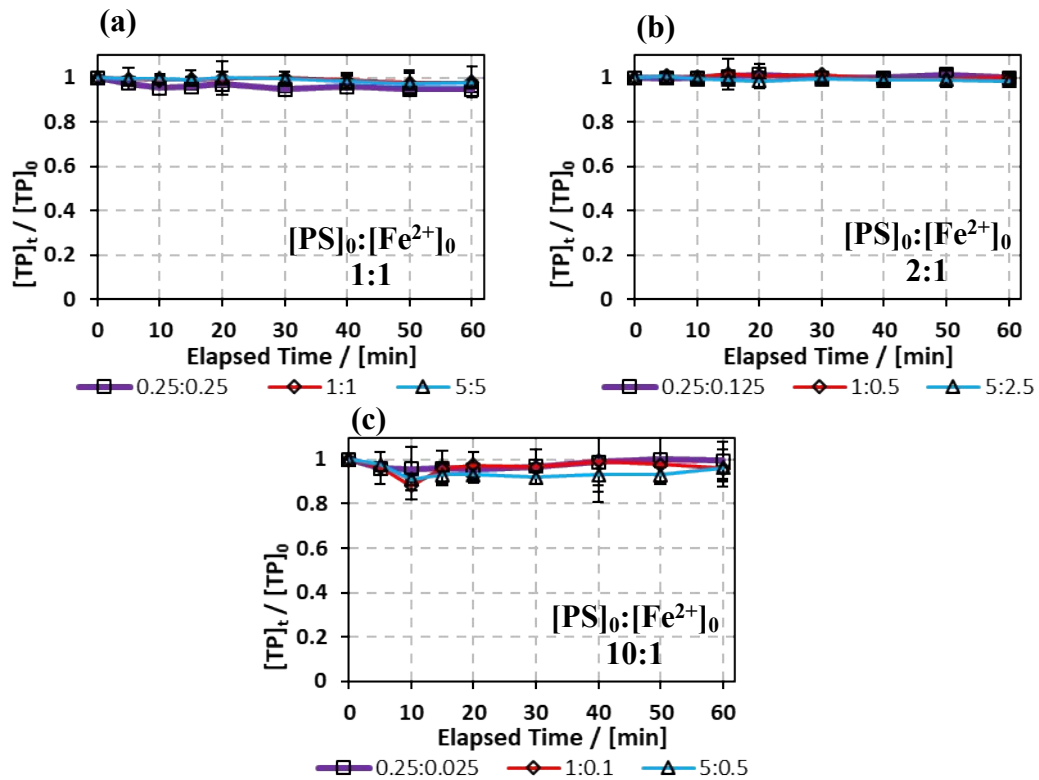 (a)
[TP]t / [TP]0
1
0.8
0.6
0.4
0.2
0
[PS]0:[Fe2+]0
1:1
0 10 20 30 40 50 60
Elapsed Time / [min]
0.25:0.25 1:1 5:5
(b)
[TP]t / [TP]0
1
0.8
0.6
0.4
0.2
0
[PS]0:[Fe2+]0
2:1
0 10 20 30 40 50 60
Elapsed Time / [min]
0.25:0.125 1:0.5 5:2.5
(c)
[TP]t / [TP]0
1
0.8
0.6
0.4
0.2
0
[PS]0:[Fe2+]0
10:1
0 10 20 30 40 50 60
Elapsed Time / [min]
0.25:0.025 1:0.1 5:0.5